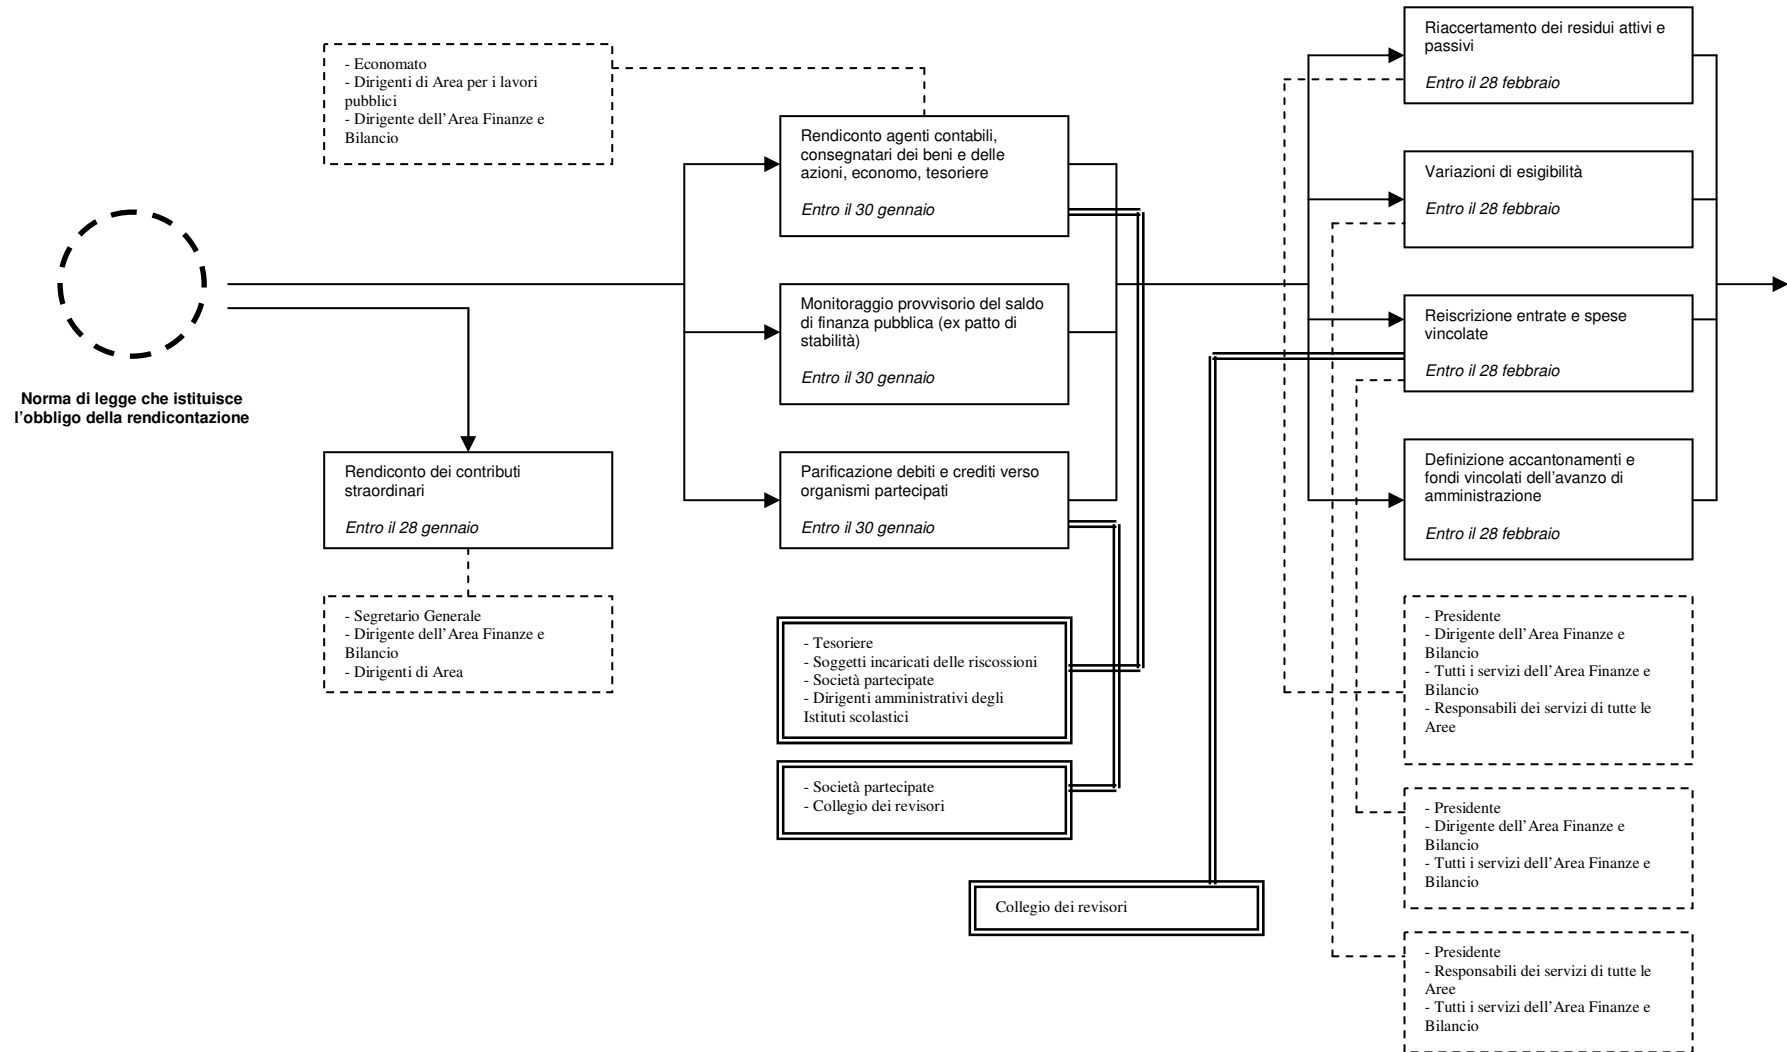 - Economato
- Dirigenti di Area per i lavori
pubblici
- Dirigente dell'Area Finanze e
Bilancio
Norma di legge che istituisce
l'obbligo della rendicontazione
Rendiconto dei contributi
straordinari
Entro il 28 gennaio
- Segretario Generale
- Dirigente dell'Area Finanze e
Bilancio
- Dirigenti di Area
Rendiconto agenti contabili,
consegnatari dei beni e delle
azioni, economo, tesoriere
Entro il 30 gennaio
Monitoraggio provvisorio del saldo
di finanza pubblica (ex patto di
stabilità)
Entro il 30 gennaio
Parificazione debiti e crediti verso
organismi partecipati
Entro il 30 gennaio
- Tesoriere
- Soggetti incaricati delle riscossioni
- Società partecipate
- Dirigenti amministrativi degli
Istituti scolastici
- Società partecipate
- Collegio dei revisori
Collegio dei revisori
Riaccertamento dei residui attivi e
passivi
Entro il 28 febbraio
Variazioni di esigibilità
Entro il 28 febbraio
Reiscrizione entrate e spese
vincolate
Entro il 28 febbraio
Definizione accantonamenti e
fondi vincolati dell'avanzo di
amministrazione
Entro il 28 febbraio
- Presidente
- Dirigente dell'Area Finanze e
Bilancio
- Tutti i servizi dell'Area Finanze e
Bilancio
- Responsabili dei servizi di tutte le
Aree
- Presidente
- Dirigente dell'Area Finanze e
Bilancio
- Tutti i servizi dell'Area Finanze e
Bilancio
- Presidente
- Responsabili dei servizi di tutte le
Aree
- Tutti i servizi dell'Area Finanze e
Bilancio